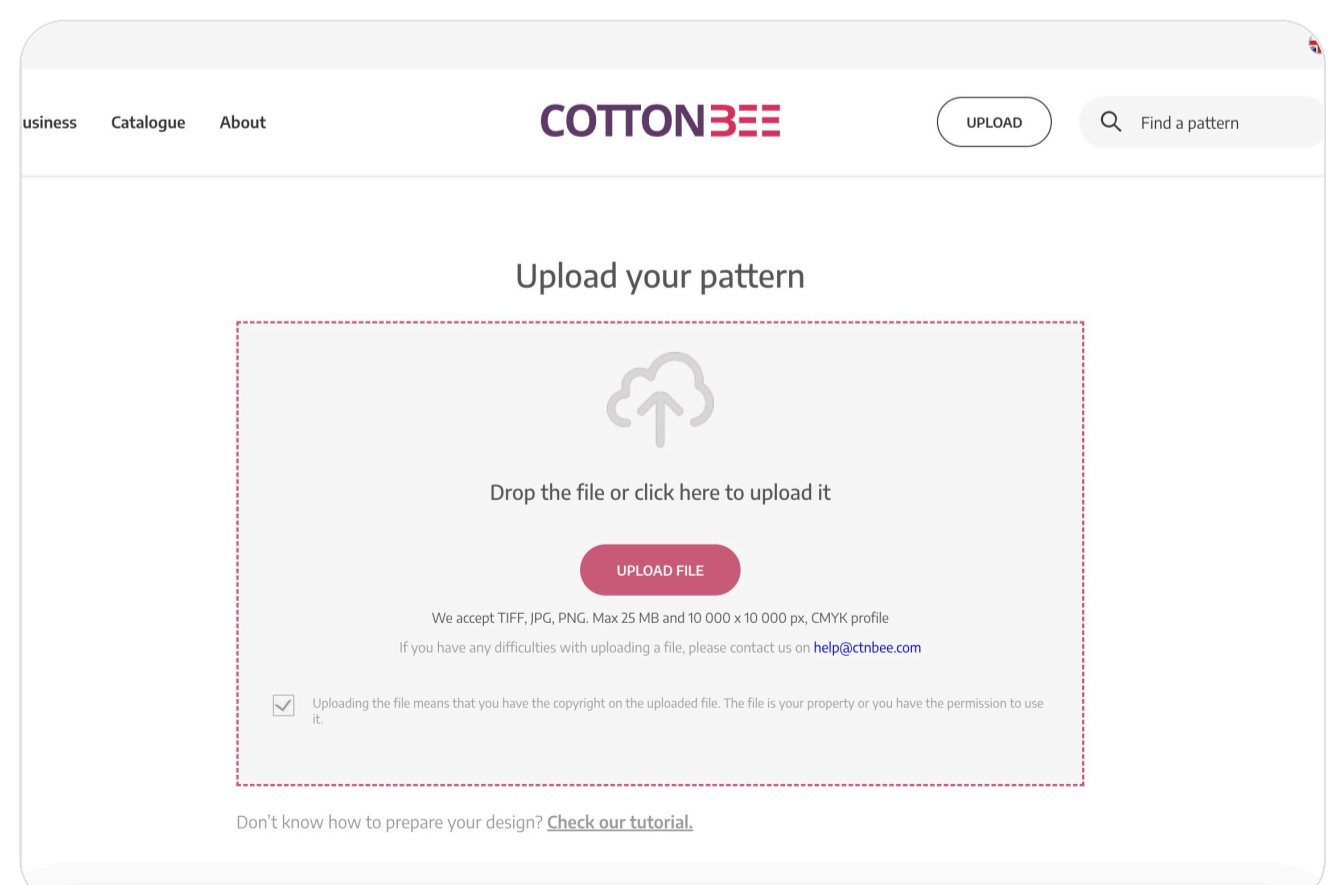 usiness Catalogue About COTTONBEE UPLOAD Find a pattern
Upload your pattern
Drop the file or click here to upload it
UPLOAD FILE
We accept TIFF, JPG, PNG. Max 25 MB and 10 000 x 10 000 px, CMYK profile
If you have any difficulties with uploading a file, please contact us on help@ctnbee.com
Uploading the file means that you have the copyright on the uploaded file. The file is your property or you have the permission to use
it.
Don't know how to prepare your design? Check our tutorial.